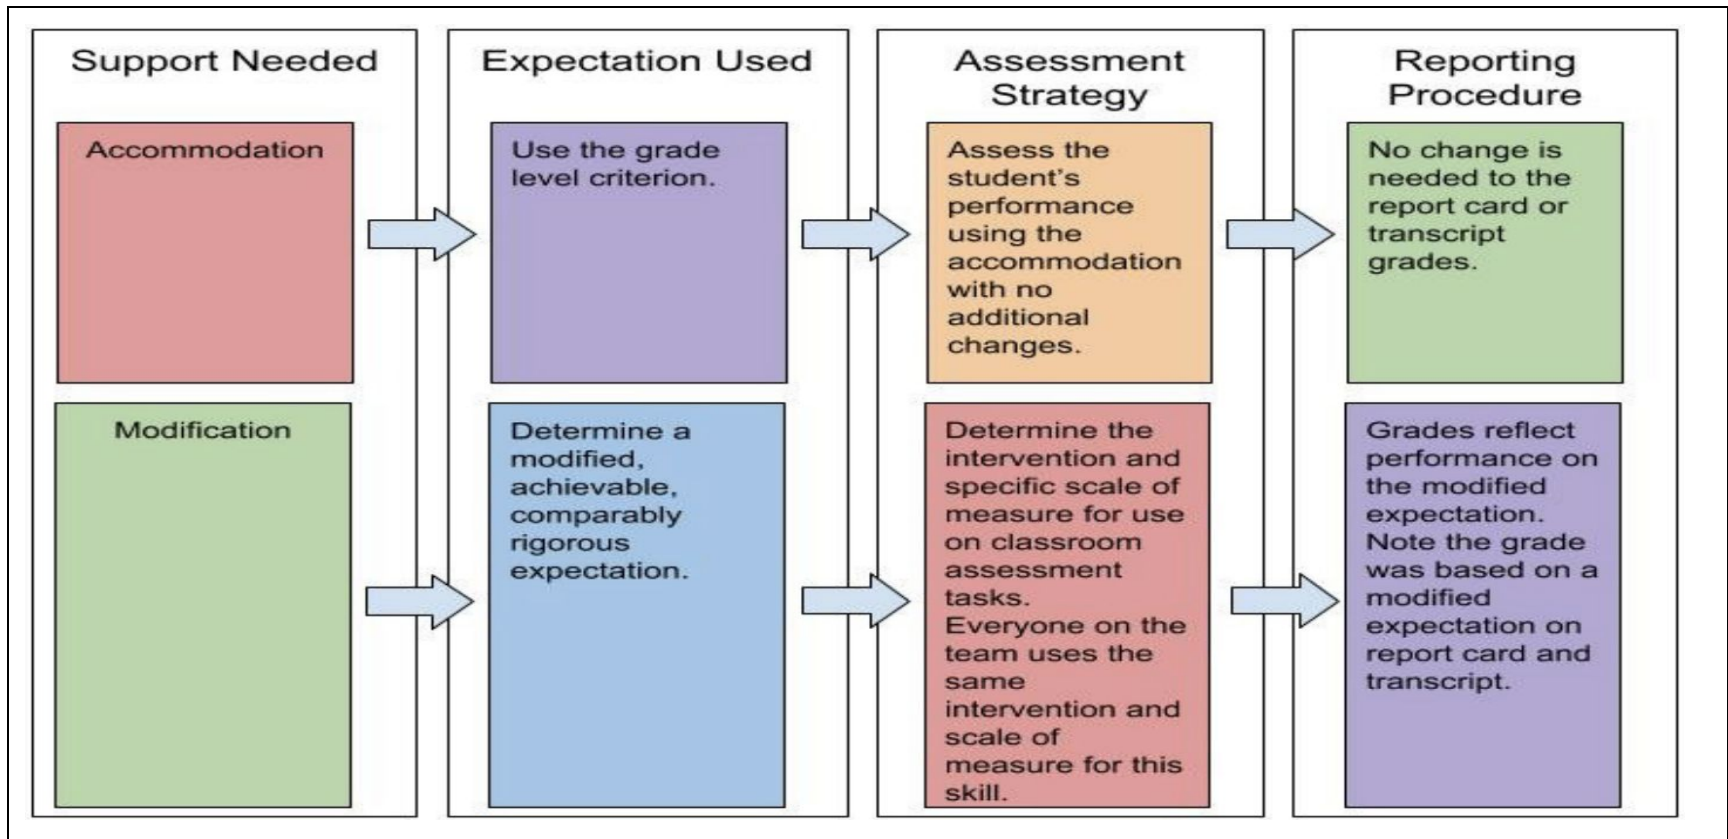 Support Needed
Accommodation
Modification
Expectation Used
Use the grade
level criterion.
Determine a
modified,
achievable,
comparably
rigorous
expectation.
Assessment
Strategy
Assess the
student's
performance
using the
accommodation
with no
additional
changes.
Determine the
intervention and
specific scale of
measure for use
on classroom
assessment
tasks.
Everyone on the
team uses the
same
intervention and
scale of
measure for this
skill.
Reporting
Procedure
No change is
needed to the
report card or
transcript
grades.
Grades reflect
performance on
the modified
expectation.
Note the grade
was based on a
modified
expectation on
report card and
transcript.